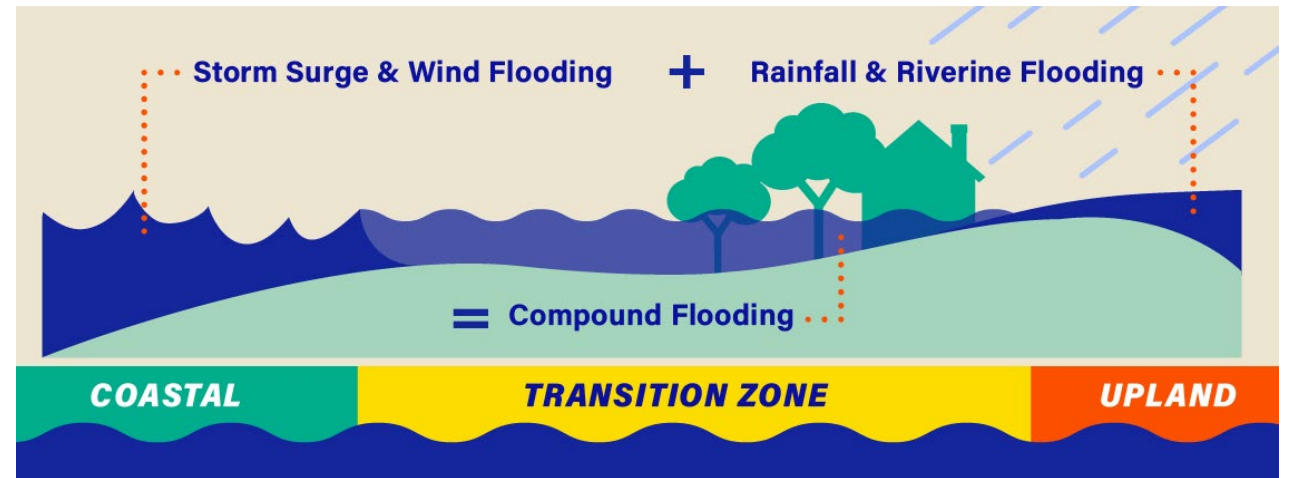 Storm Surge & Wind Flooding + Rainfall & Riverine Flooding
= Compound Flooding
COASTAL TRANSITION ZONE UPLAND